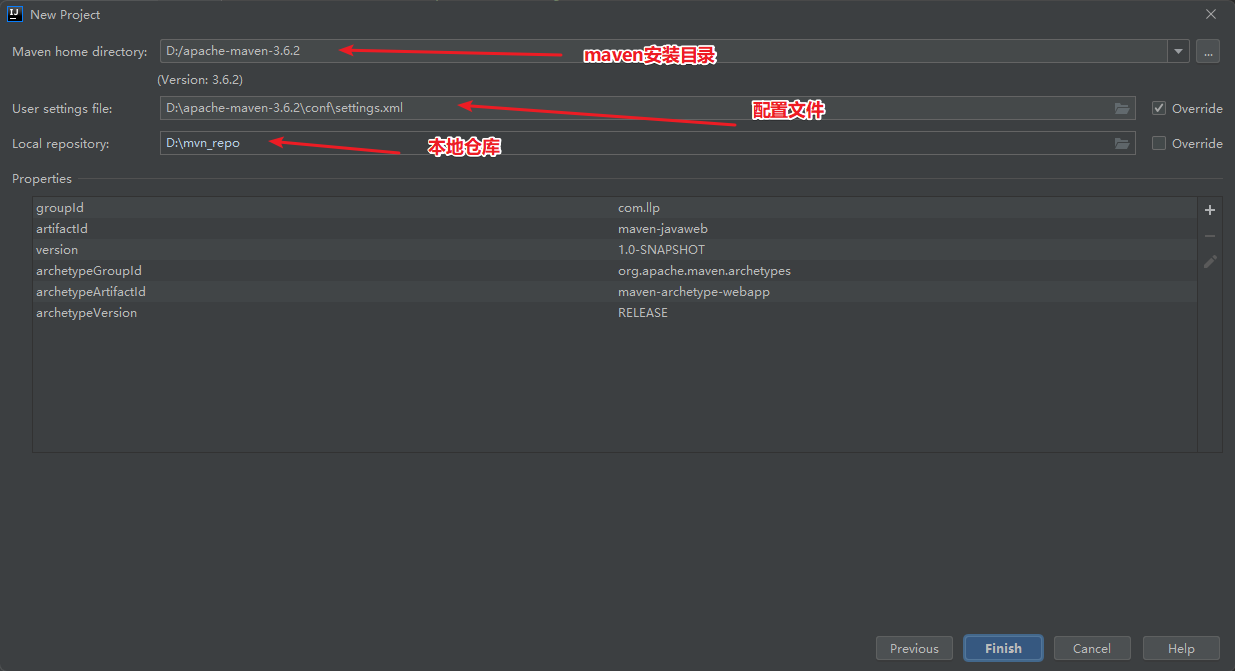 New Project
Maven home directory: D:/apache-maven-3.6.2 maven安装目录 ...
(Version: 3.6.2)
User settings file: D:\apache-maven-3.6.2\conf\settings.xml 配置文件 Override
Local repository: D:\mvn_repo 本地仓库 Override
Properties
groupId com.llp
artifactId maven-javaweb
version 1.0-SNAPSHOT
archetypeGroupId org.apache.maven.archetypes
archetypeArtifactId maven-archetype-webapp
archetypeVersion RELEASE
Previous Finish Cancel Help